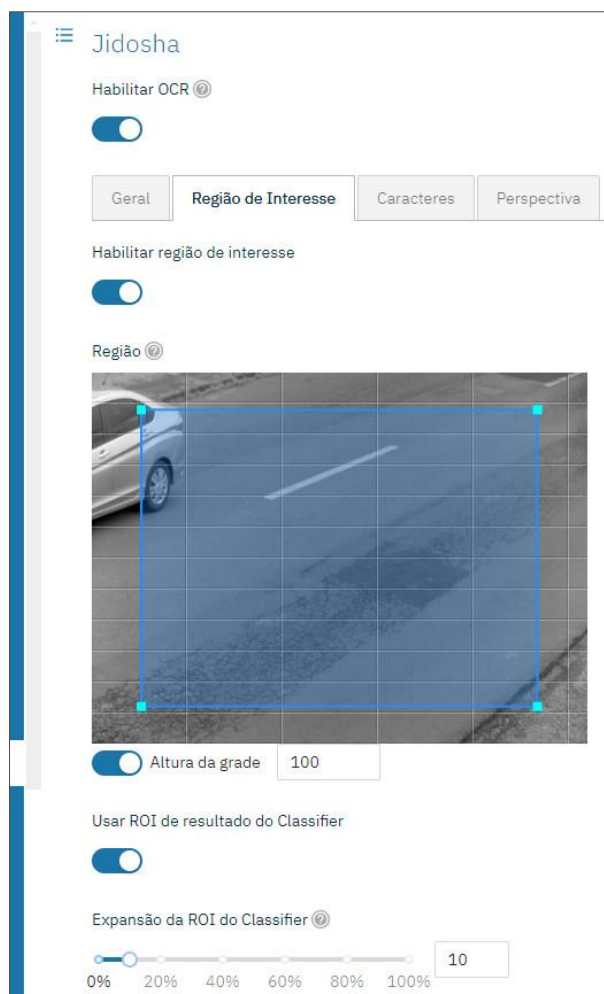 Jidosha
Habilitar OCR
Geral Região de Interesse Caracteres Perspectiva
Habilitar região de interesse
Região
Altura da grade 100
Usar ROI de resultado do Classifier
Expansão da ROI do Classifier
10
0% 20% 40% 60% 80% 100%